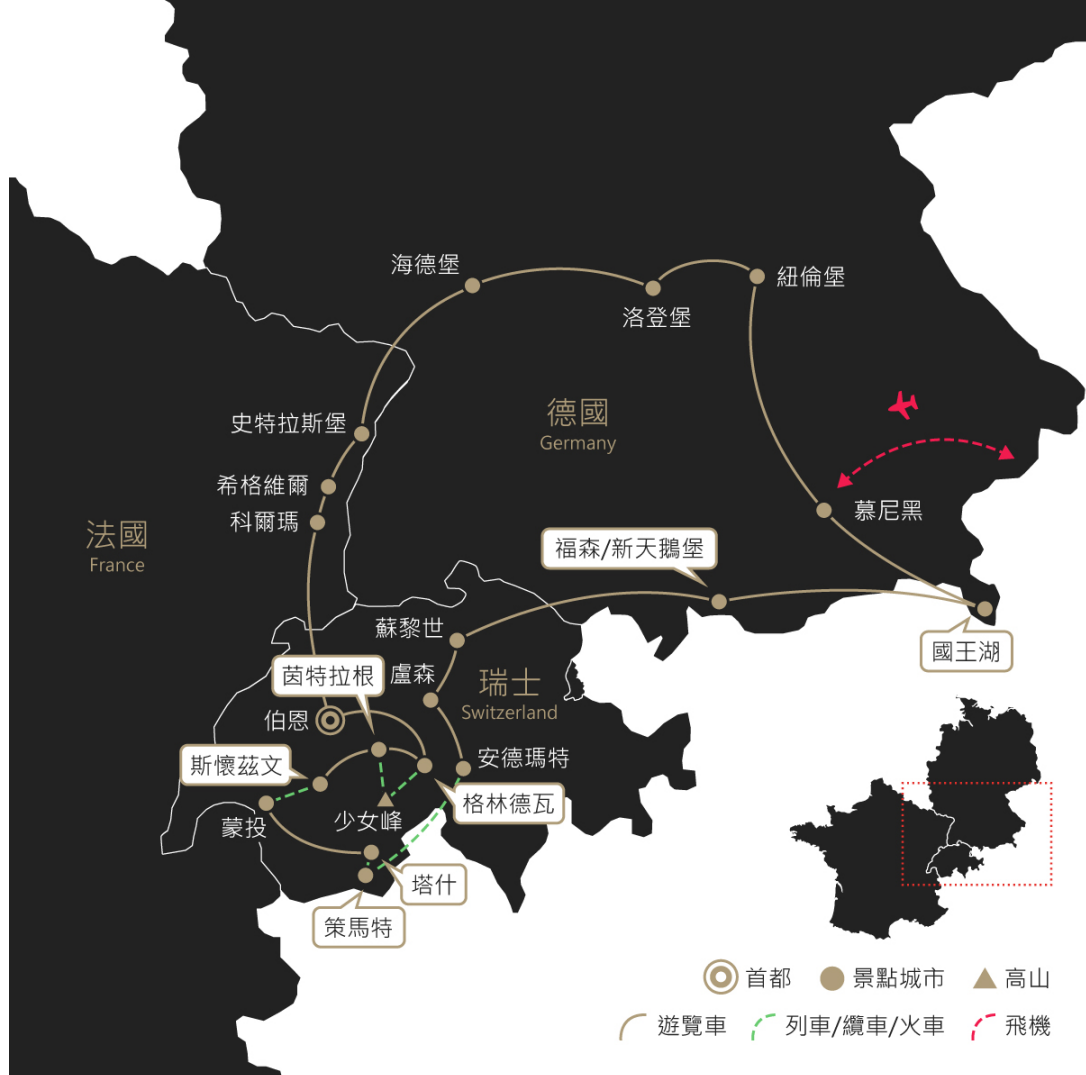 海德堡
紐倫堡
洛登堡
德國
Germany
史特拉斯堡
希格維爾
科爾瑪
慕尼黑
法國
France
福森/新天鵝堡
蘇黎世
國王湖
茵特拉根
盧森
瑞士
Switzerland
伯恩
斯懷茲文
安德瑪特
格林德瓦
蒙投
少女峰
塔什
策馬特
首都
景點城市
高山
遊覽車
列車/纜車/火車
飛機